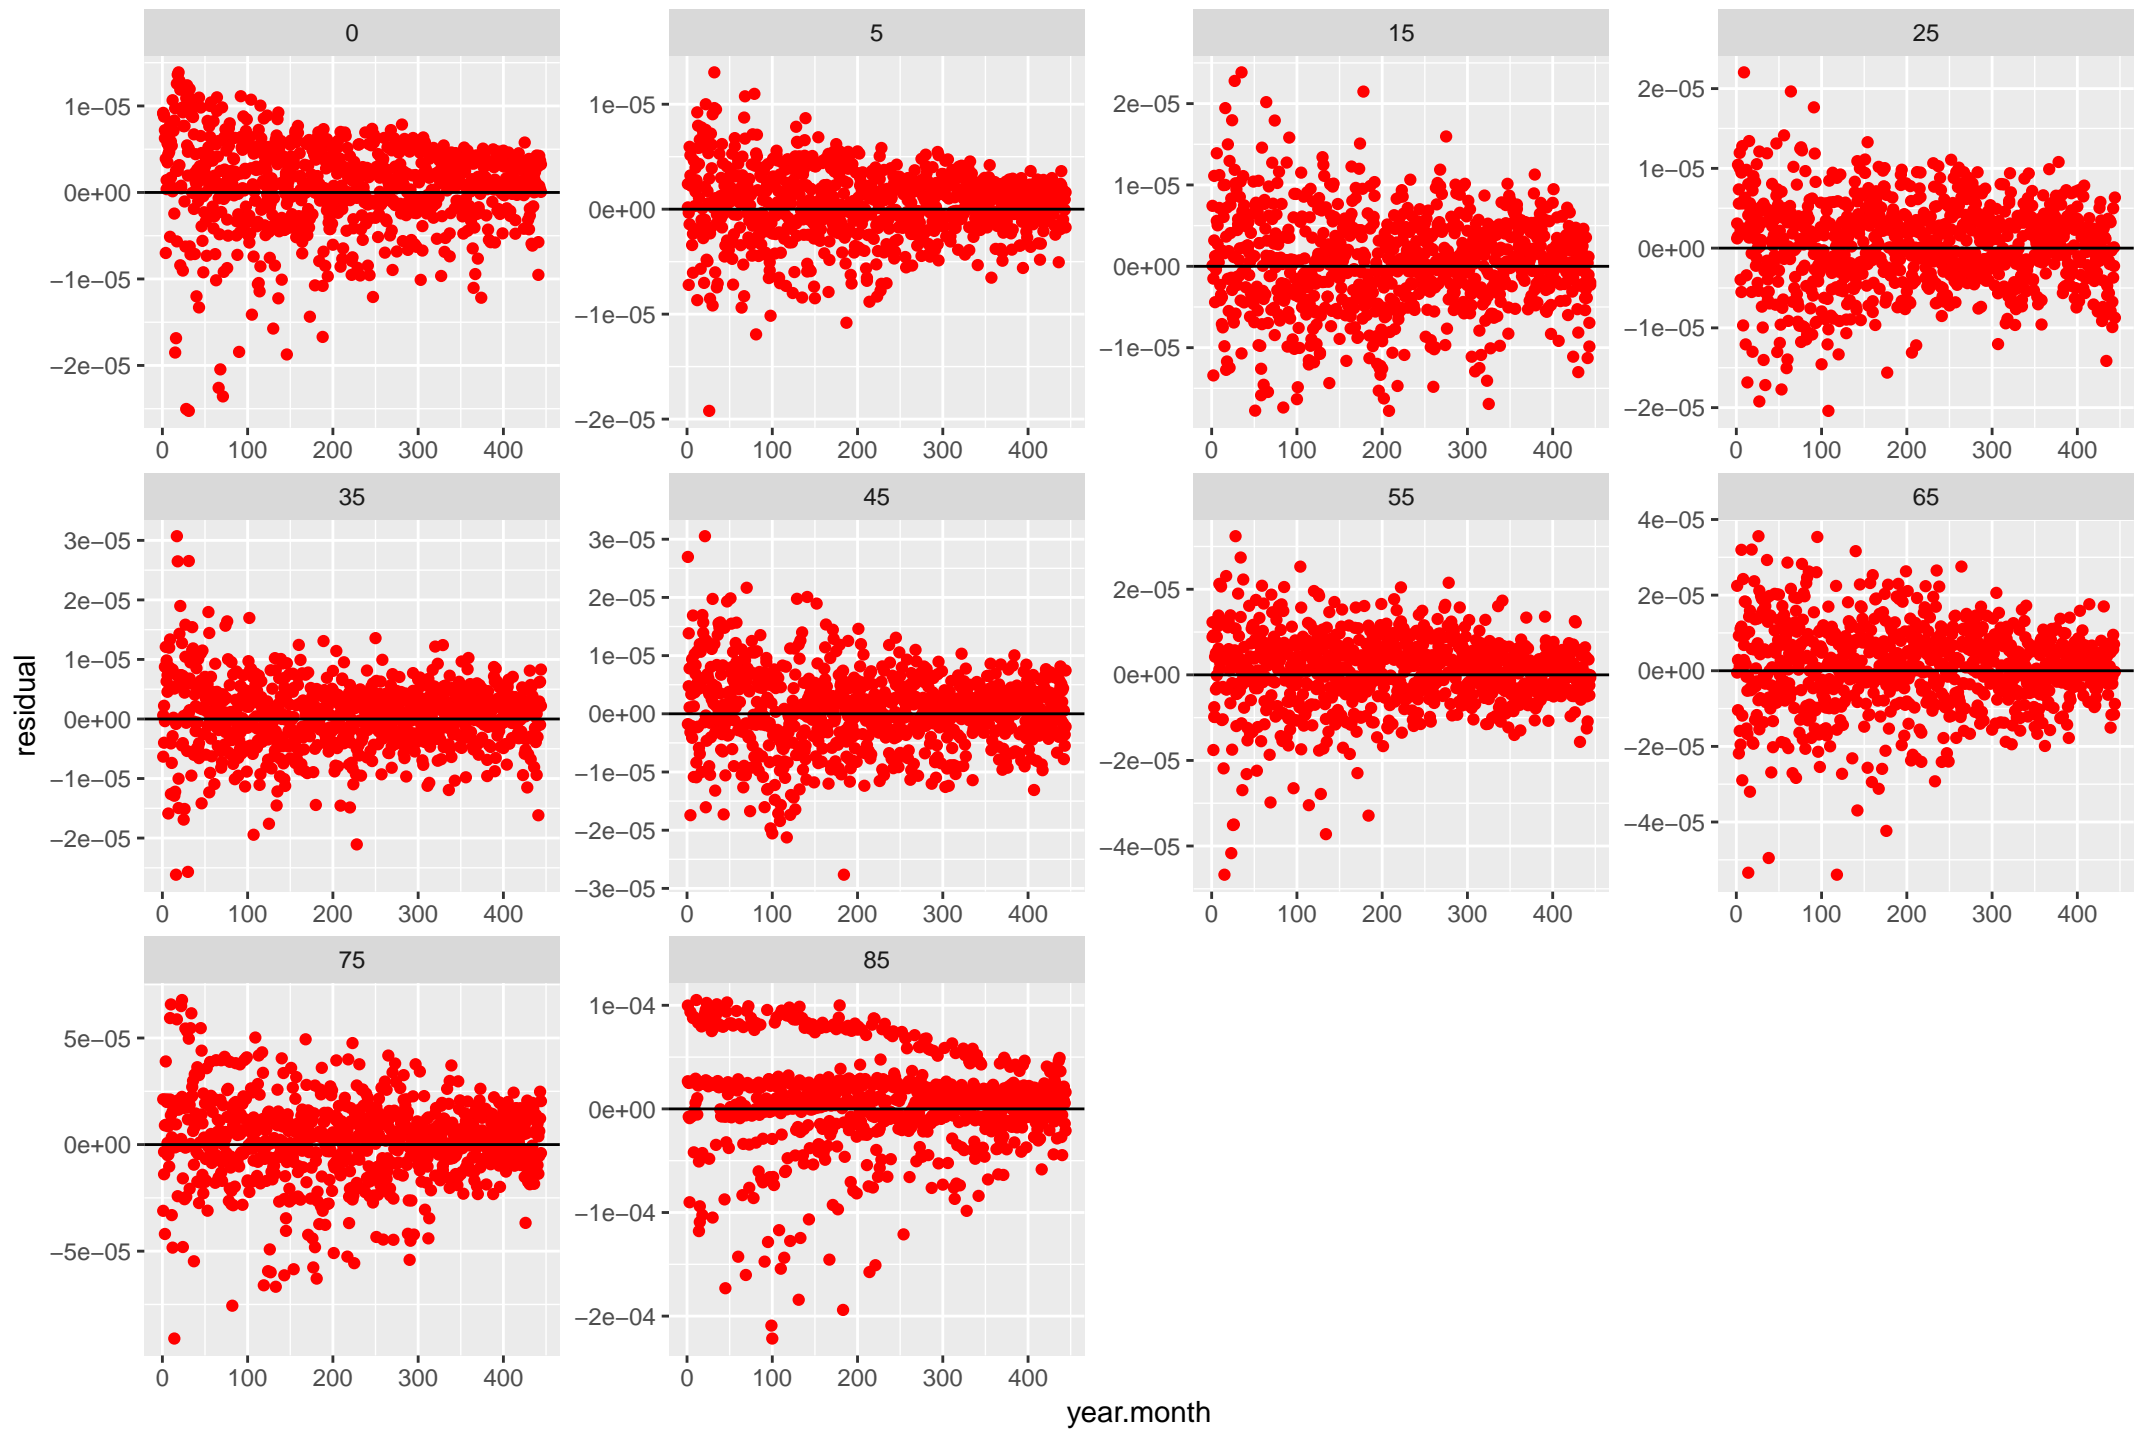 0 5 15 25
1e−05 0e+00 −1e−05 −2e−05
1e−05 0e+00 −1e−05 −2e−05
2e−05 1e−05 0e+00 −1e−05
2e−05 1e−05 0e+00 −1e−05 −2e−05
0 100 200 300 400 0 100 200 300 400 0 100 200 300 400 0 100 200 300 400
35 45 55 65
3e−05 2e−05 1e−05 0e+00 −1e−05 −2e−05
3e−05 2e−05 1e−05 0e+00 −1e−05 −2e−05 −3e−05
2e−05 0e+00 −2e−05 −4e−05
4e−05 2e−05 0e+00 −2e−05 −4e−05
0 100 200 300 400 0 100 200 300 400 0 100 200 300 400 0 100 200 300 400
residual
75 85
5e−05 0e+00 −5e−05
1e−04 0e+00 −1e−04 −2e−04
0 100 200 300 400 0 100 200 300 400
year.month